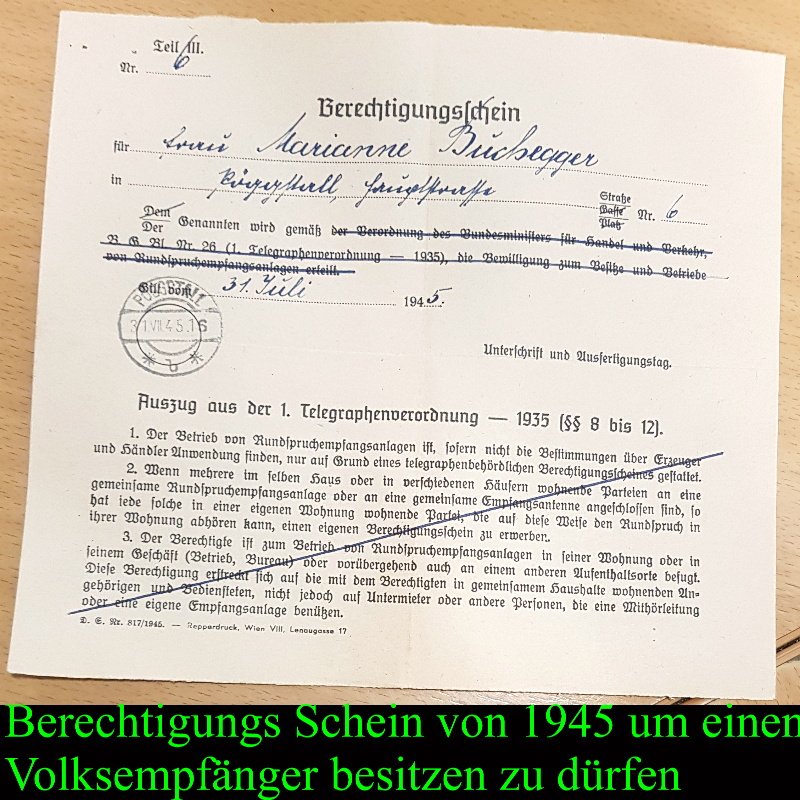 Teil III.
Nr. 6
Berechtigungsschein
für Frau Marianne Buchegger
in Pöggstall, Hauptstrasse Straße Gasse Platz Nr. 6
Dem
Der Genannten wird gemäß der Verordnung des Bundesministers für Handel und Verkehr,
B. G. Bl. Nr. 26 (1. Telegraphenverordnung — 1935), die Bewilligung zum Besitze und Betriebe
von Rundspruchempfangsanlagen erteilt.
Gilt vom 31. Juli 1945.
PÖGGSTALL
31.VII.45.16
* b *
Unterschrift und Ausfertigungstag.
Auszug aus der 1. Telegraphenverordnung — 1935 (§§ 8 bis 12).
1. Der Betrieb von Rundspruchempfangsanlagen ist, sofern nicht die Bestimmungen über Erzeuger
und Händler Anwendung finden, nur auf Grund eines telegraphenbehördlichen Berechtigungsscheines gestattet.
2. Wenn mehrere im selben Haus oder in verschiedenen Häusern wohnende Parteien an eine
gemeinsame Rundspruchempfangsanlage oder an eine gemeinsame Empfangsantenne angeschlossen sind, so
hat jede solche in einer eigenen Wohnung wohnende Partei, die auf diese Weise den Rundspruch in
ihrer Wohnung abhören kann, einen eigenen Berechtigungsschein zu erwerben.
3. Der Berechtigte ist zum Betrieb von Rundspruchempfangsanlagen in seiner Wohnung oder in
seinem Geschäft (Betrieb, Bureau) oder vorübergehend auch an einem anderen Aufenthaltsorte befugt.
Diese Berechtigung erstreckt sich auf die mit dem Berechtigten in gemeinsamem Haushalte wohnenden An-
gehörigen und Bediensteten, nicht jedoch auf Untermieter oder andere Personen, die eine Mithörleitung
oder eine eigene Empfangsanlage benützen.
D. S. Nr. 817/1945. — Reppardruck, Wien VIII, Lenaugasse 17
Berechtigungs Schein von 1945 um einen
Volksempfänger besitzen zu dürfen